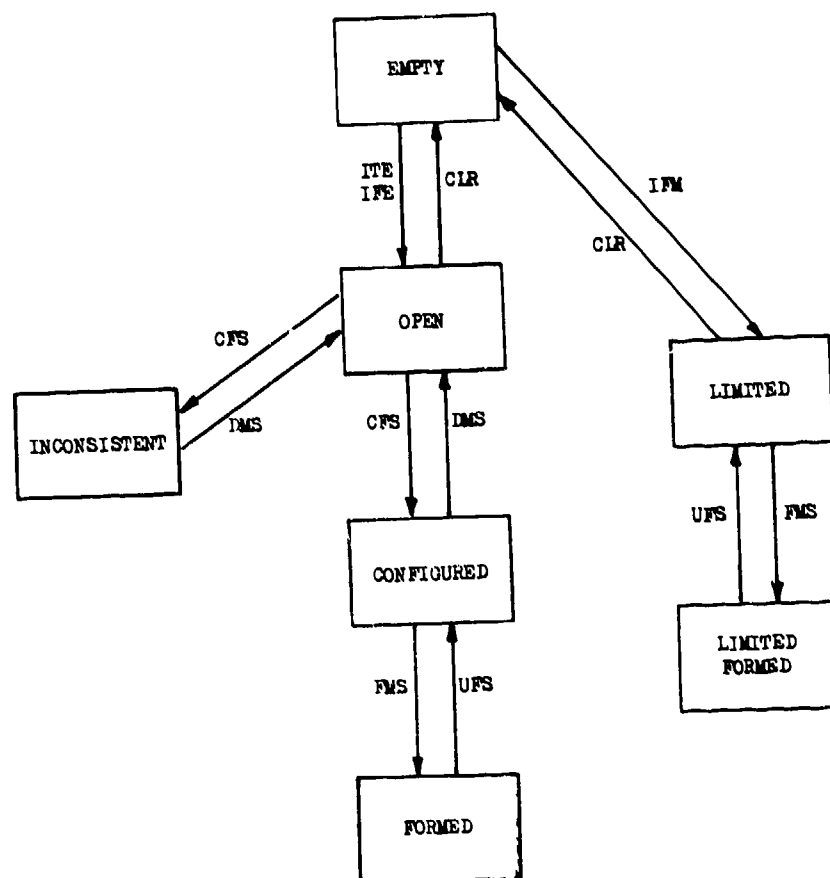 EMPTY
ITE
IFE
CLR
IFM
CLR
OPEN
CFS
DMS
INCONSISTENT
CFS
DMS
LIMITED
UFS
FMS
CONFIGURED
LIMITED
FORMED
FMS
UFS
FORMED